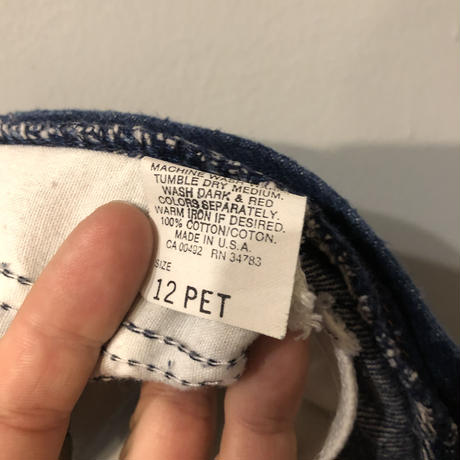 MACHINE WASH
TUMBLE DRY MEDIUM.
WASH DARK & RED
COLORS SEPARATELY.
WARM IRON IF DESIRED.
100% COTTON/COTON.
MADE IN U.S.A.
CA 00492 RN 34783
SIZE
12 PET